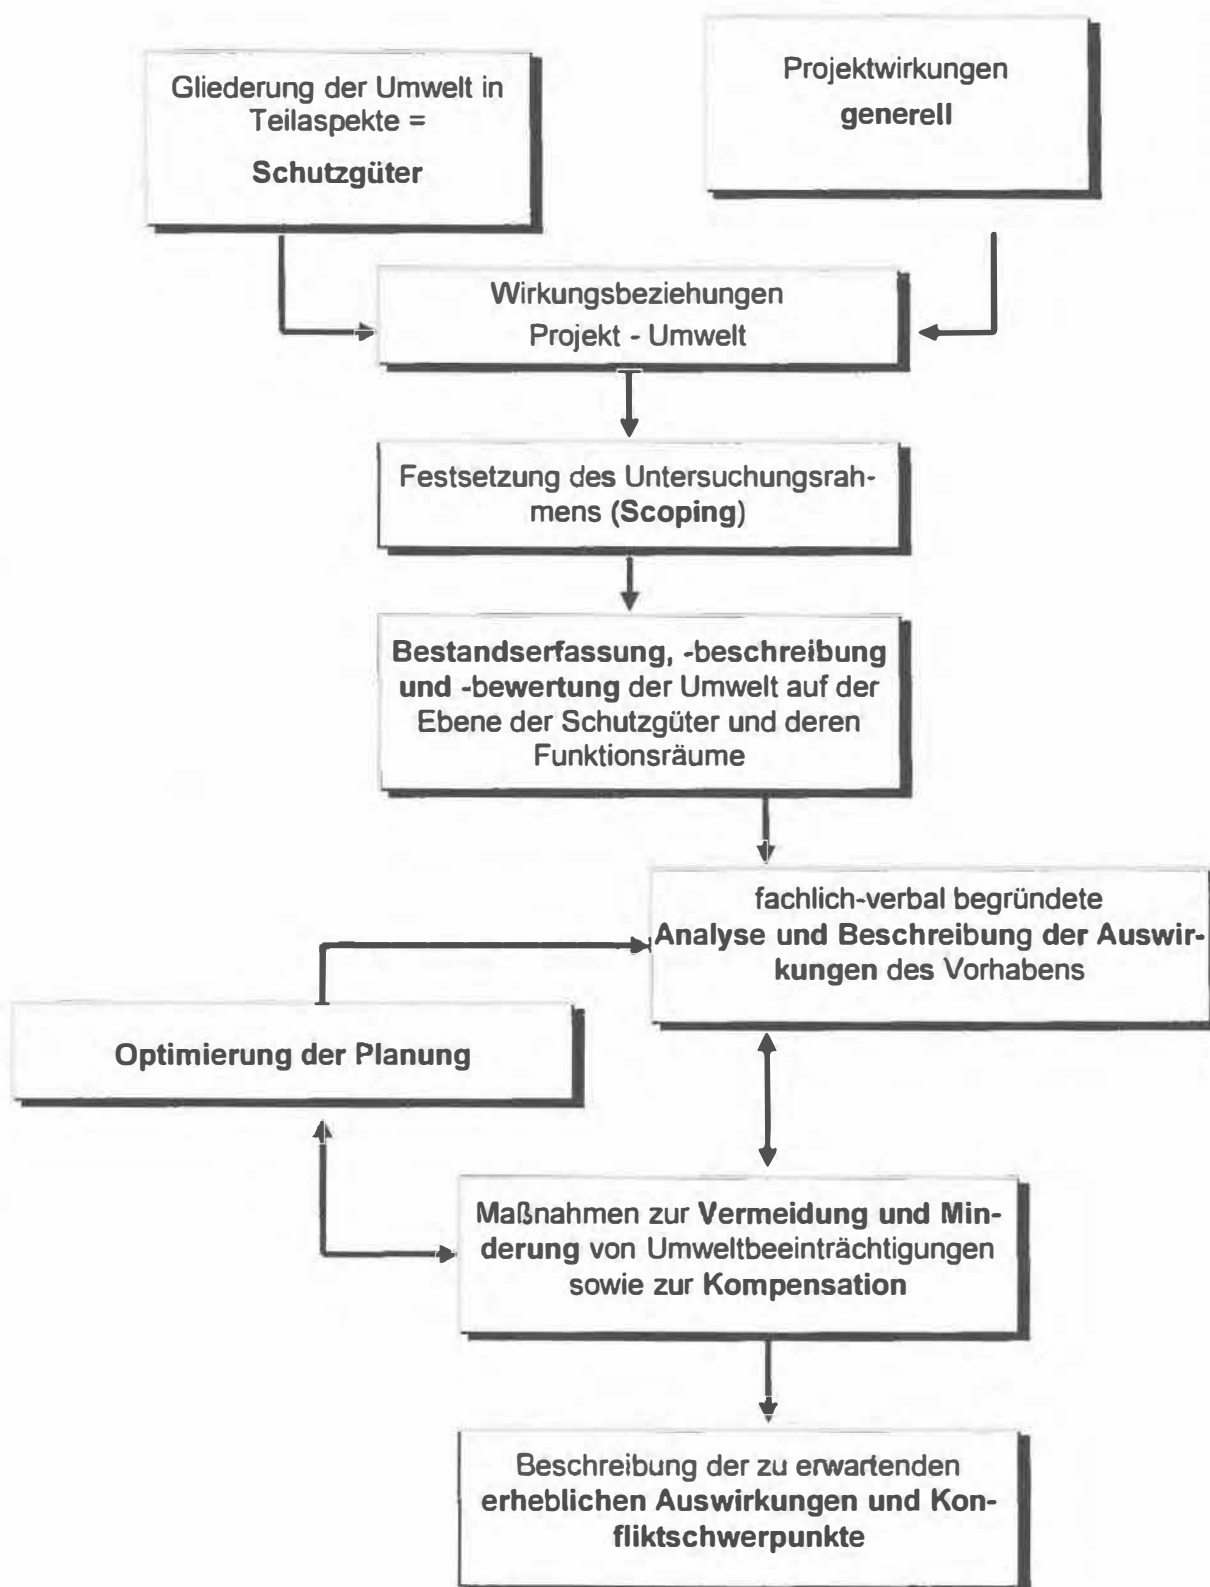 Gliederung der Umwelt in
Teilaspekte =
Schutzgüter
Projektwirkungen
generell
Wirkungsbeziehungen
Projekt - Umwelt
Festsetzung des Untersuchungsrah-
mens (Scoping)
Bestandserfassung, -beschreibung
und -bewertung der Umwelt auf der
Ebene der Schutzgüter und deren
Funktionsräume
fachlich-verbal begründete
Analyse und Beschreibung der Auswir-
kungen des Vorhabens
Optimierung der Planung
Maßnahmen zur Vermeidung und Min-
derung von Umweltbeeinträchtigungen
sowie zur Kompensation
Beschreibung der zu erwartenden
erheblichen Auswirkungen und Kon-
fliktschwerpunkte